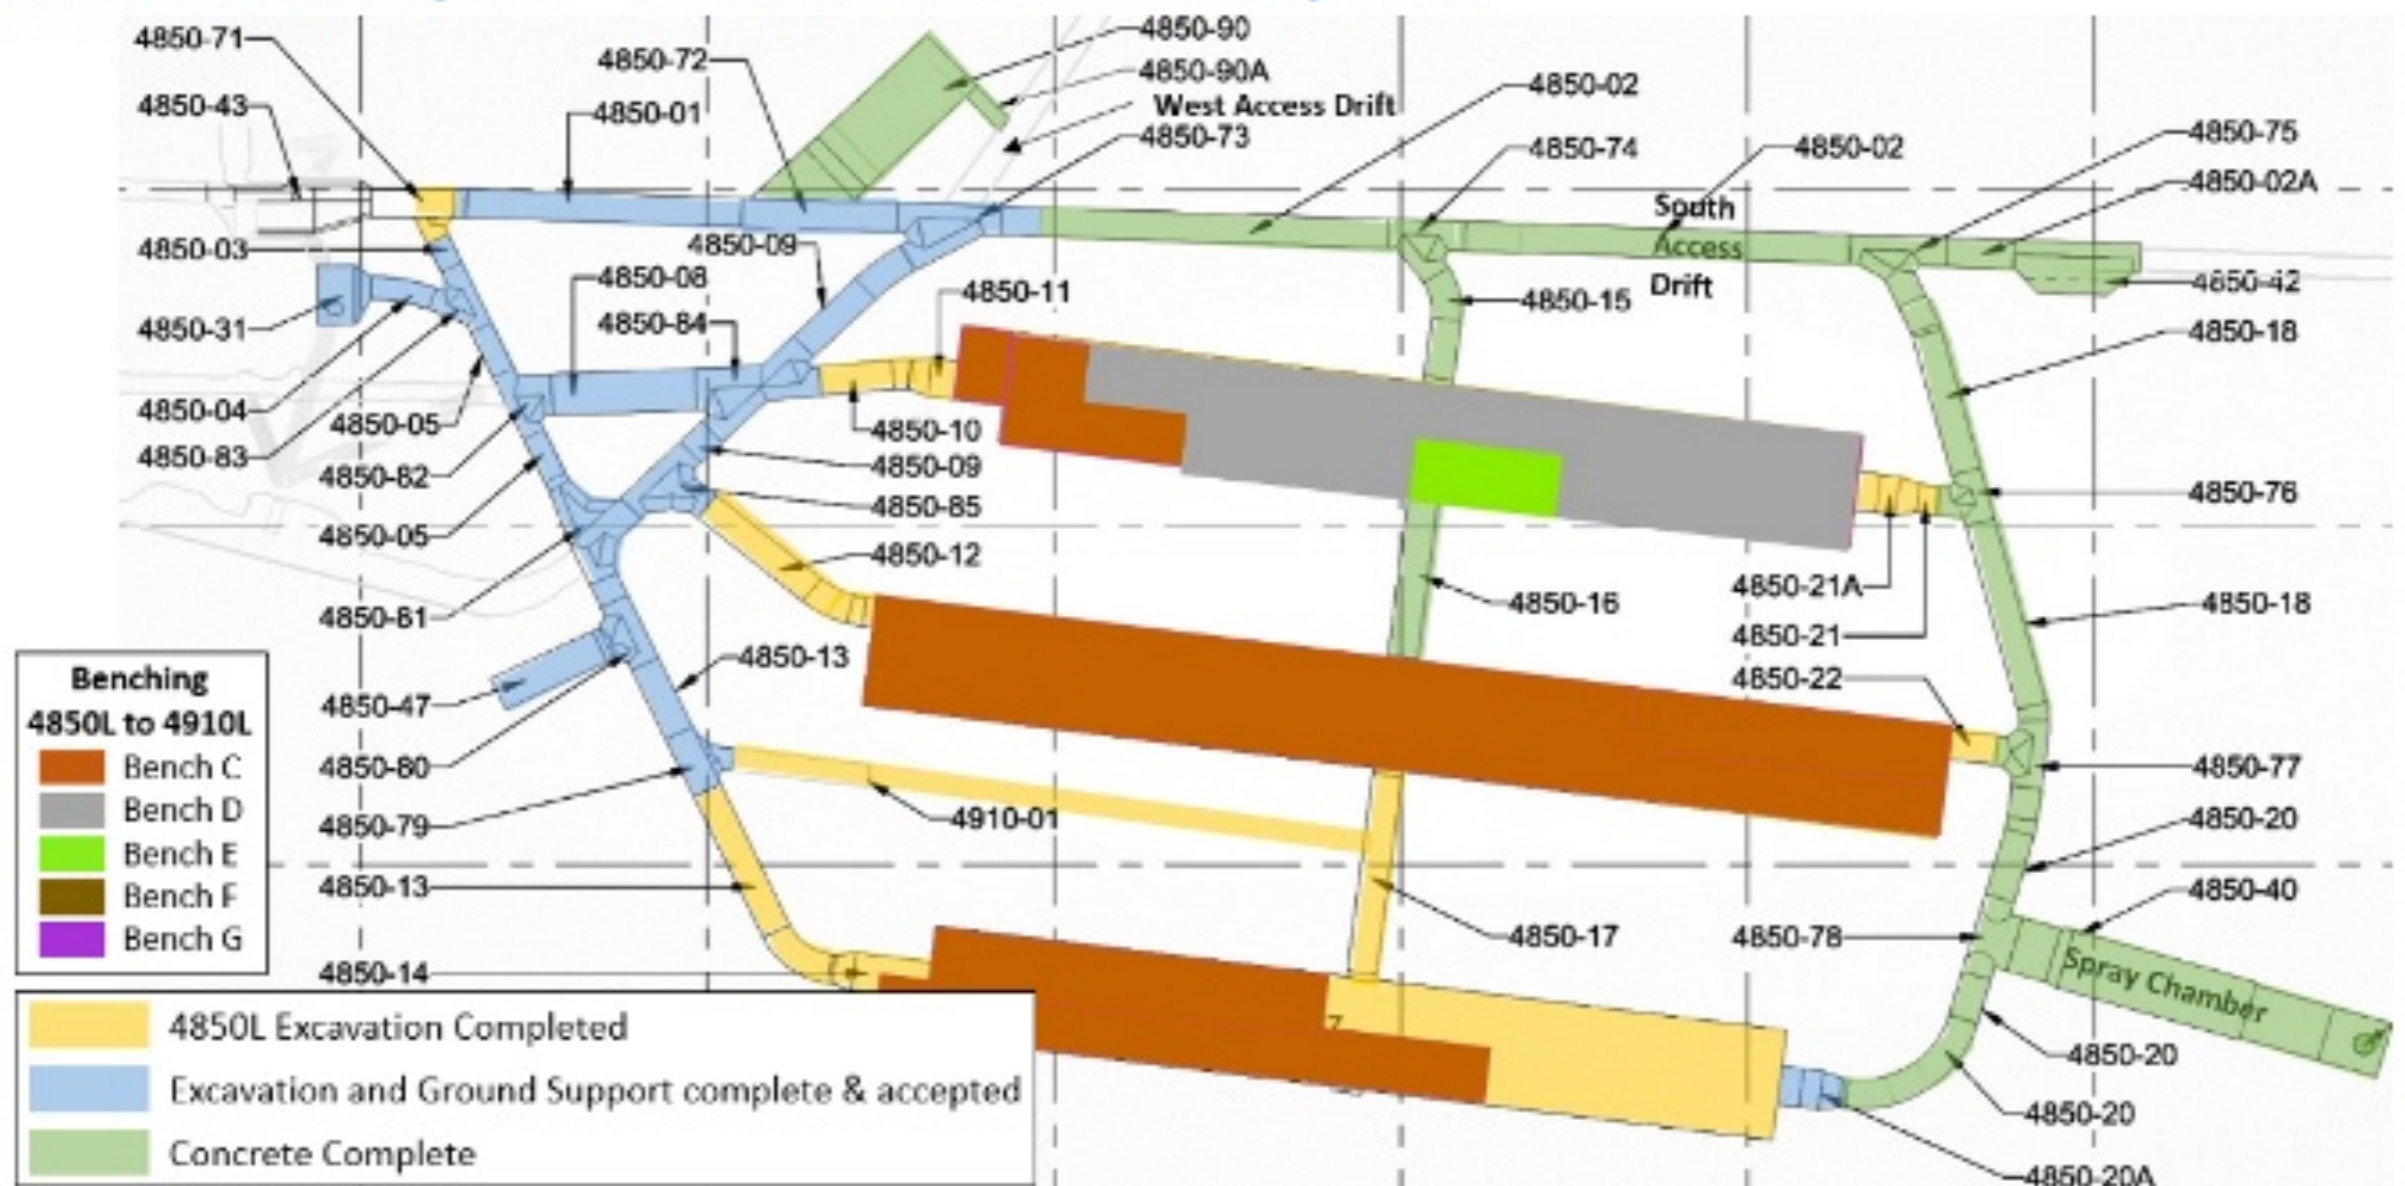 4850-71
4850-43
4850-72
4850-01
4850-90
4850-90A
West Access Drift
4850-73
4850-02
4850-74
4850-02
4850-75
4850-02A
South
Access
Drift
4850-03
4850-09
4850-08
4850-84
4850-11
4850-15
4850-42
4850-18
4850-31
4850-04
4850-05
4850-83
4850-82
4850-10
4850-09
4850-85
4850-76
4850-05
4850-12
4850-21A
4850-16
4850-18
4850-81
4850-21
4850-13
4850-22
4850-47
4850-80
4850-77
4850-79
4910-01
4850-20
4850-13
4850-40
4850-17
4850-78
4850-14
Spray Chamber
4850-20
4850-20
4850-20A
Benching
4850L to 4910L
Bench C
Bench D
Bench E
Bench F
Bench G
4850L Excavation Completed
Excavation and Ground Support complete & accepted
Concrete Complete